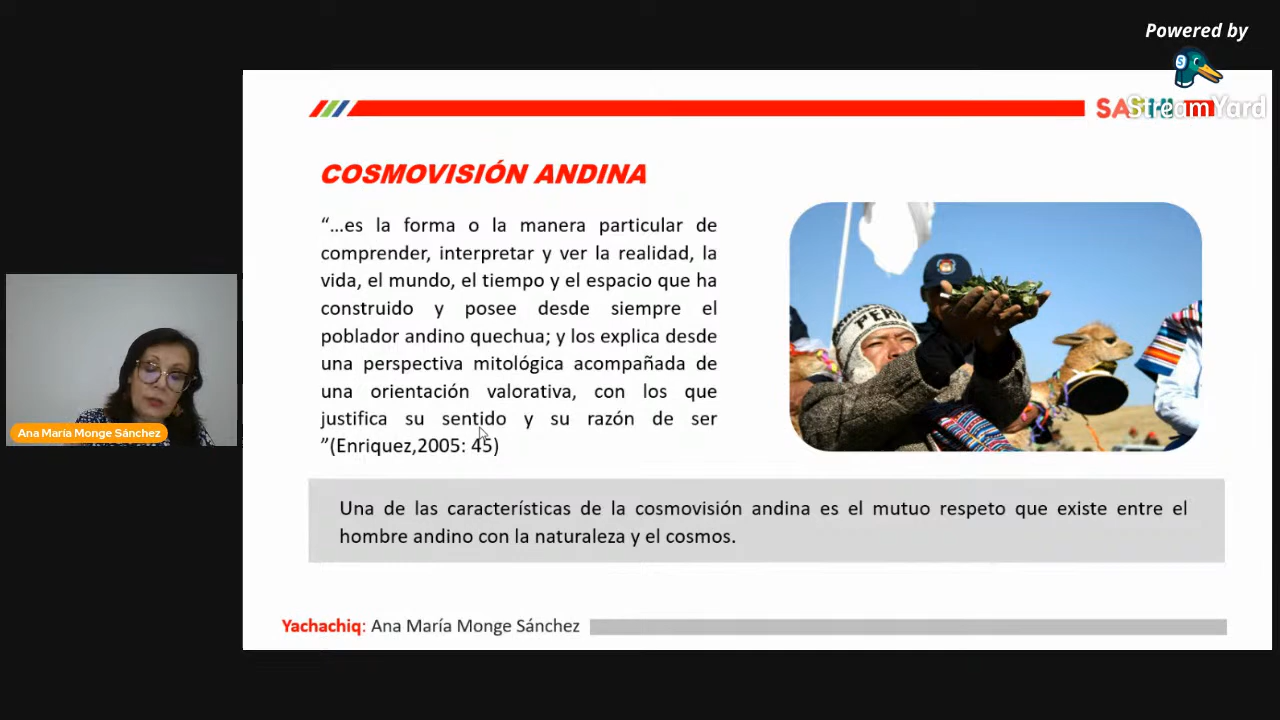 Powered by
StreamYard
COSMOVISIÓN ANDINA
“...es la forma o la manera particular de
comprender, interpretar y ver la realidad, la
vida, el mundo, el tiempo y el espacio que ha
construido y posee desde siempre el
poblador andino quechua; y los explica desde
una perspectiva mitológica acompañada de
una orientación valorativa, con los que
justifica su sentido y su razón de ser
”(Enriquez,2005: 45)
PERU
Ana María Monge Sánchez
Una de las características de la cosmovisión andina es el mutuo respeto que existe entre el
hombre andino con la naturaleza y el cosmos.
Yachachiq: Ana María Monge Sánchez